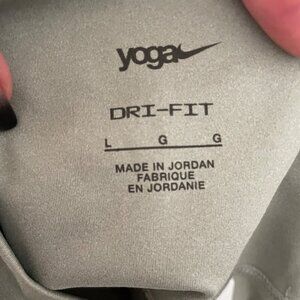 yoga
DRI-FIT
L G G
MADE IN JORDAN
FABRIQUE
EN JORDANIE